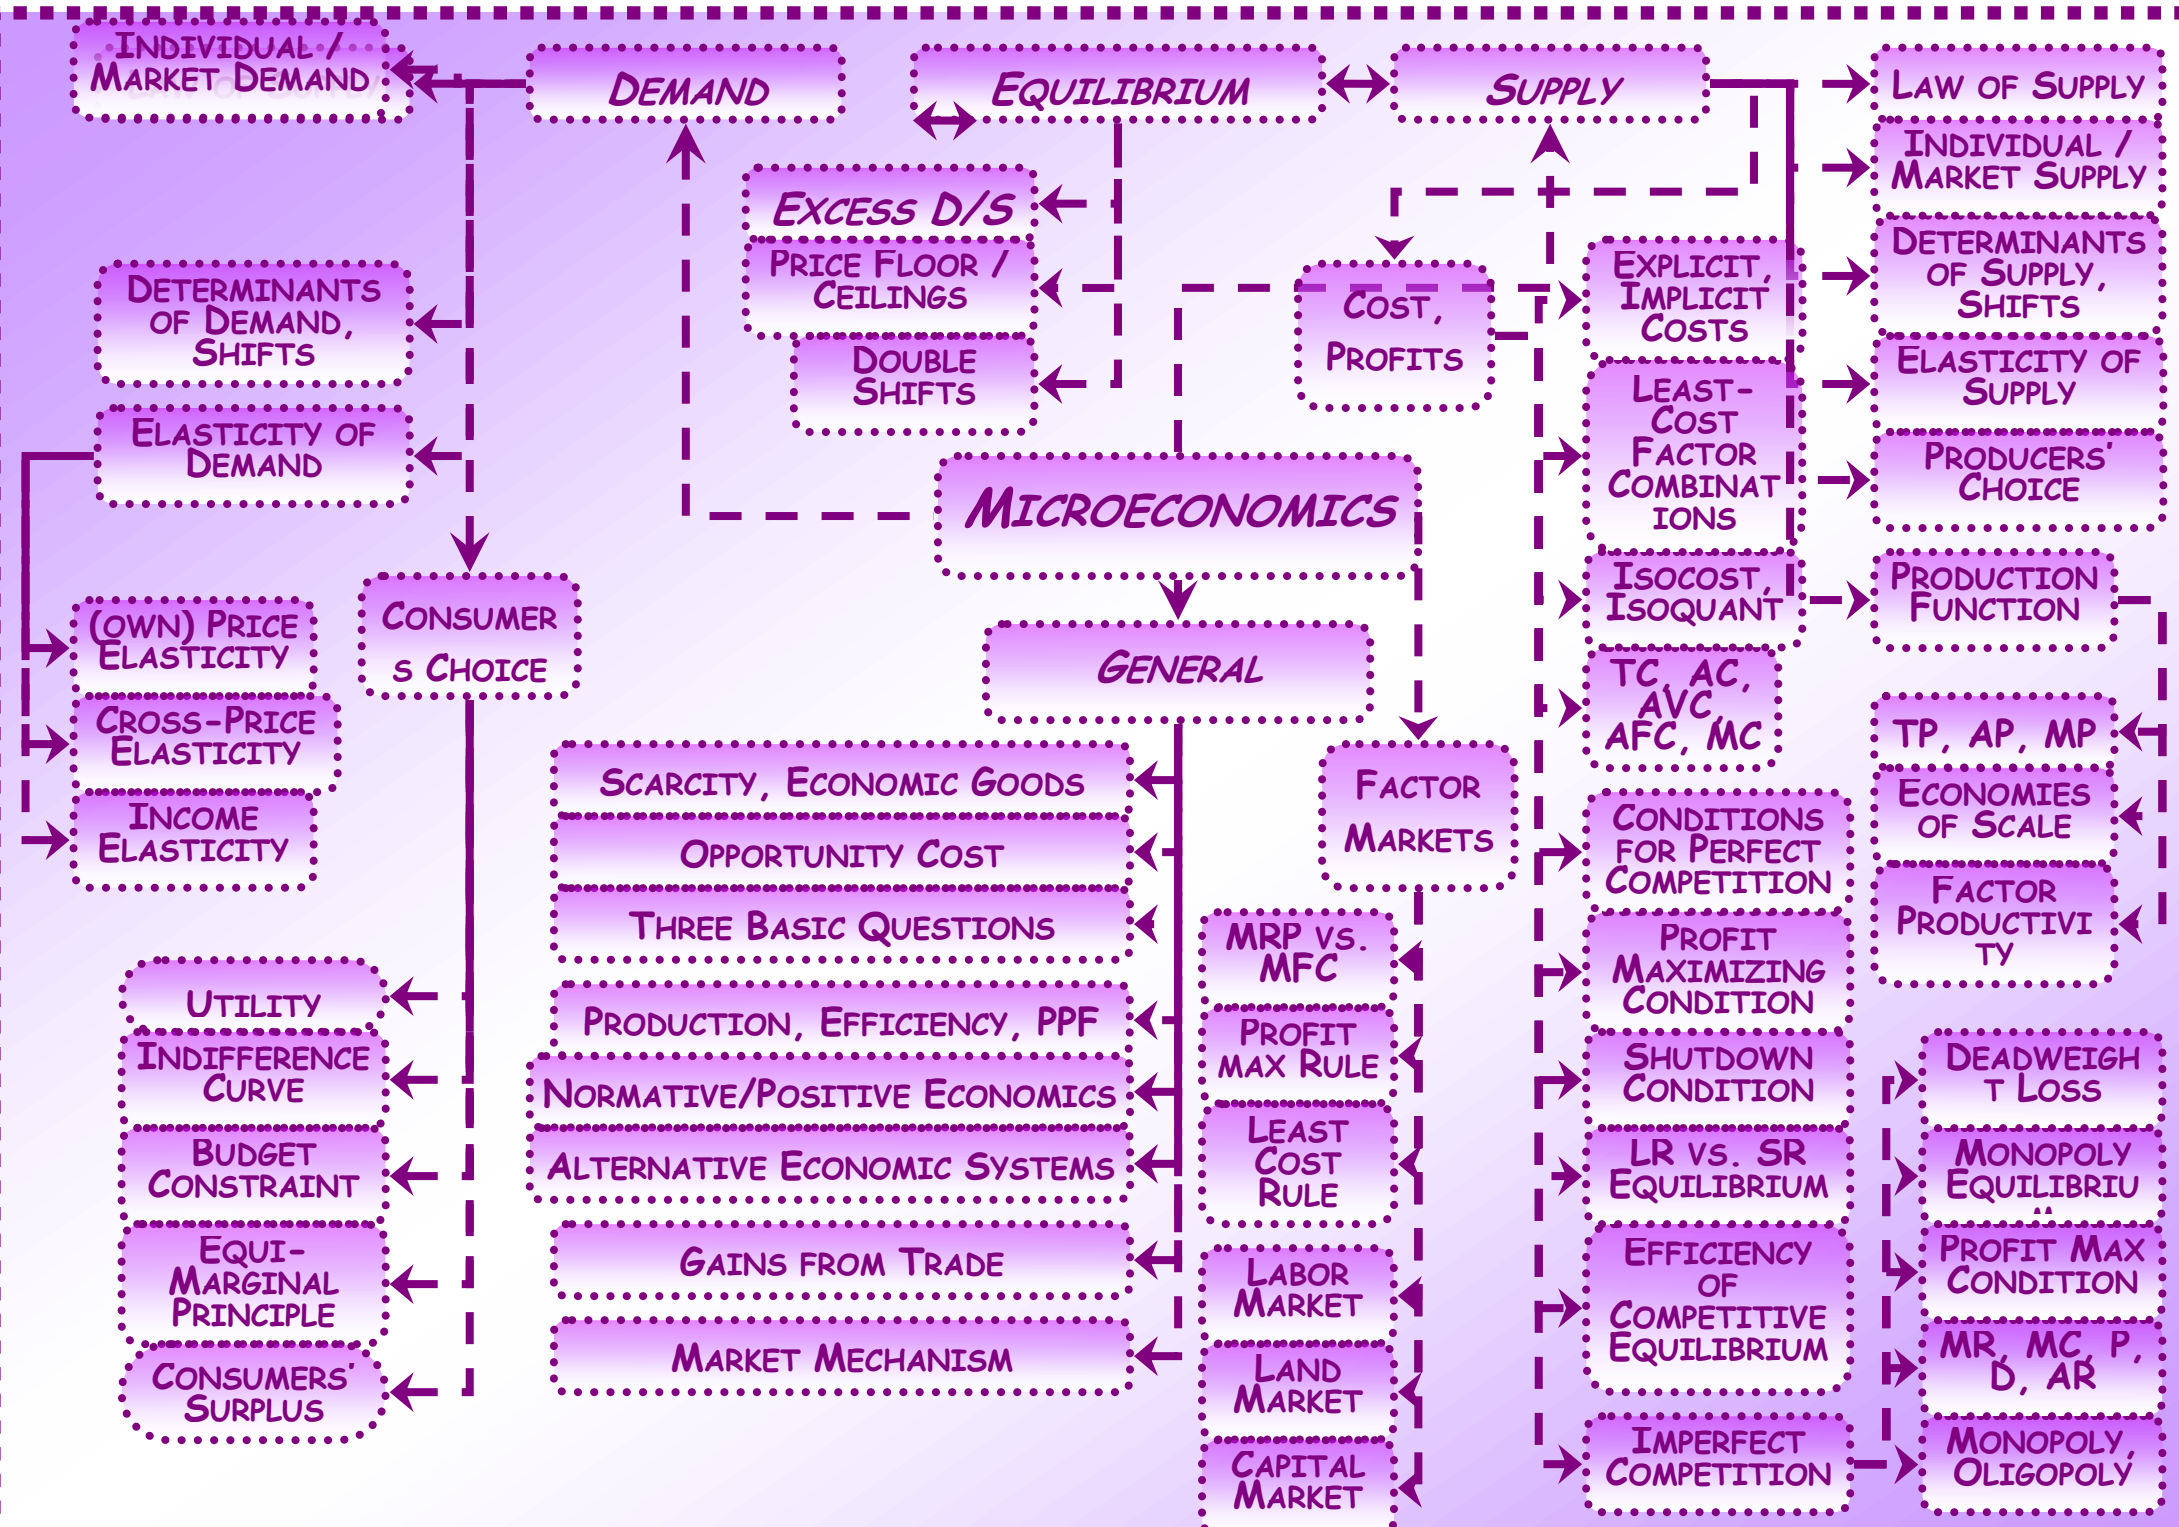 Individual /
Market Demand
Law of Supply
Demand
Equilibrium
Supply
Law of Supply
Individual /
Market Supply
Determinants
of Supply,
Shifts
Elasticity of
Supply
Producers'
Choice
Excess D/S
Price Floor /
Ceilings
Double
Shifts
Cost,
Profits
Explicit,
Implicit
Costs
Least-
Cost
Factor
Combinat
ions
Isocost,
Isoquant
TC, AC,
AVC,
AFC, MC
Determinants
of Demand,
Shifts
Elasticity of
Demand
(own) Price
Elasticity
Cross-Price
Elasticity
Income
Elasticity
Consumer
s Choice
Microeconomics
General
Production
Function
TP, AP, MP
Economies
of Scale
Factor
Productivi
ty
Scarcity, Economic Goods
Opportunity Cost
Three Basic Questions
Production, Efficiency, PPF
Normative/Positive Economics
Alternative Economic Systems
Gains from Trade
Market Mechanism
Factor
Markets
MRP vs.
MFC
Profit
max Rule
Least
Cost
Rule
Labor
Market
Land
Market
Capital
Market
Conditions
for Perfect
Competition
Profit
Maximizing
Condition
Shutdown
Condition
LR vs. SR
Equilibrium
Efficiency
of
Competitive
Equilibrium
Imperfect
Competition
Utility
Indifference
Curve
Budget
Constraint
Equi-
Marginal
Principle
Consumers'
Surplus
Deadweigh
t Loss
Monopoly
Equilibriu
m
Profit Max
Condition
MR, MC, P,
D, AR
Monopoly,
Oligopoly